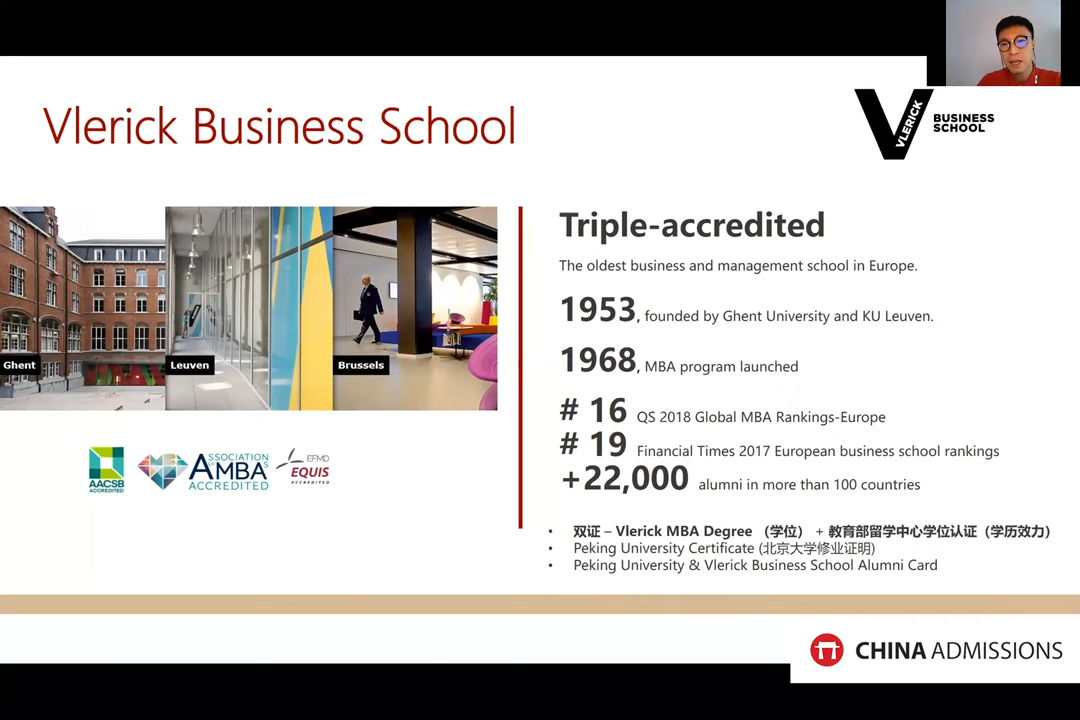 Vlerick Business School
VLERICK
BUSINESS
SCHOOL
Ghent
Leuven
Brussels
AACSB
ACCREDITED
ASSOCIATION
OF
AMBA'S
ACCREDITED
EFMD
EQUIS
ACCREDITED
Triple-accredited
The oldest business and management school in Europe.
1953, founded by Ghent University and KU Leuven.
1968, MBA program launched
# 16 QS 2018 Global MBA Rankings-Europe
# 19 Financial Times 2017 European business school rankings
+22,000 alumni in more than 100 countries
• 双证 – Vlerick MBA Degree （学位） + 教育部留学中心学位认证（学历效力）
• Peking University Certificate (北京大学修业证明)
• Peking University & Vlerick Business School Alumni Card
CHINA ADMISSIONS